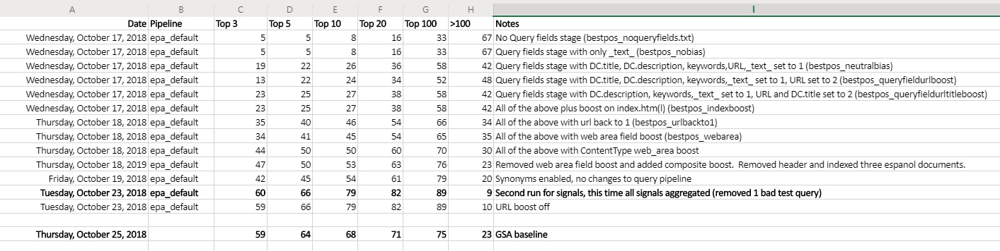 A B C D E F G H I
Date Pipeline Top 3 Top 5 Top 10 Top 20 Top 100 >100 Notes
Wednesday, October 17, 2018 epa_default 5 5 8 16 33 67 No Query fields stage (bestpos_noqueryfields.txt)
Wednesday, October 17, 2018 epa_default 5 5 8 16 33 67 Query fields stage with only _text_ (bestpos_nobias)
Wednesday, October 17, 2018 epa_default 19 22 26 36 58 42 Query fields stage with DC.title, DC.description, keywords,URL,_text_ set to 1 (bestpos_neutralbias)
Wednesday, October 17, 2018 epa_default 13 22 24 34 52 48 Query fields stage with DC.title, DC.description, keywords,_text_ set to 1, URL set to 2 (bestpos_queryfieldurlboost)
Wednesday, October 17, 2018 epa_default 23 25 27 38 58 42 Query fields stage with DC.description, keywords,_text_ set to 1, URL and DC.title set to 2 (bestpos_queryfieldurltitleboost)
Wednesday, October 17, 2018 epa_default 23 25 27 38 58 42 All of the above plus boost on index.htm(l) (bestpos_indexboost)
Thursday, October 18, 2018 epa_default 35 40 46 54 66 34 All of the above with url back to 1 (bestpos_urlbackto1)
Thursday, October 18, 2018 epa_default 34 41 45 54 65 35 All of the above with web area field boost (bestpos_webarea)
Thursday, October 18, 2018 epa_default 44 50 50 60 70 30 All of the above with ContentType web_area boost
Thursday, October 18, 2019 epa_default 47 50 53 63 76 23 Removed web area field boost and added composite boost. Removed header and indexed three espanol documents.
Friday, October 19, 2018 epa_default 42 45 54 61 79 20 Synonyms enabled, no changes to query pipeline
Tuesday, October 23, 2018 epa_default 60 66 79 82 89 9 Second run for signals, this time all signals aggregated (removed 1 bad test query)
Tuesday, October 23, 2018 epa_default 59 66 79 82 89 10 URL boost off
Thursday, October 25, 2018 59 64 68 71 75 23 GSA baseline